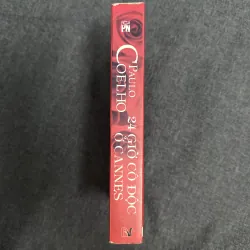 PAULO
COELHO
24 GIỜ CÔ ĐỘC
Ở CANNES